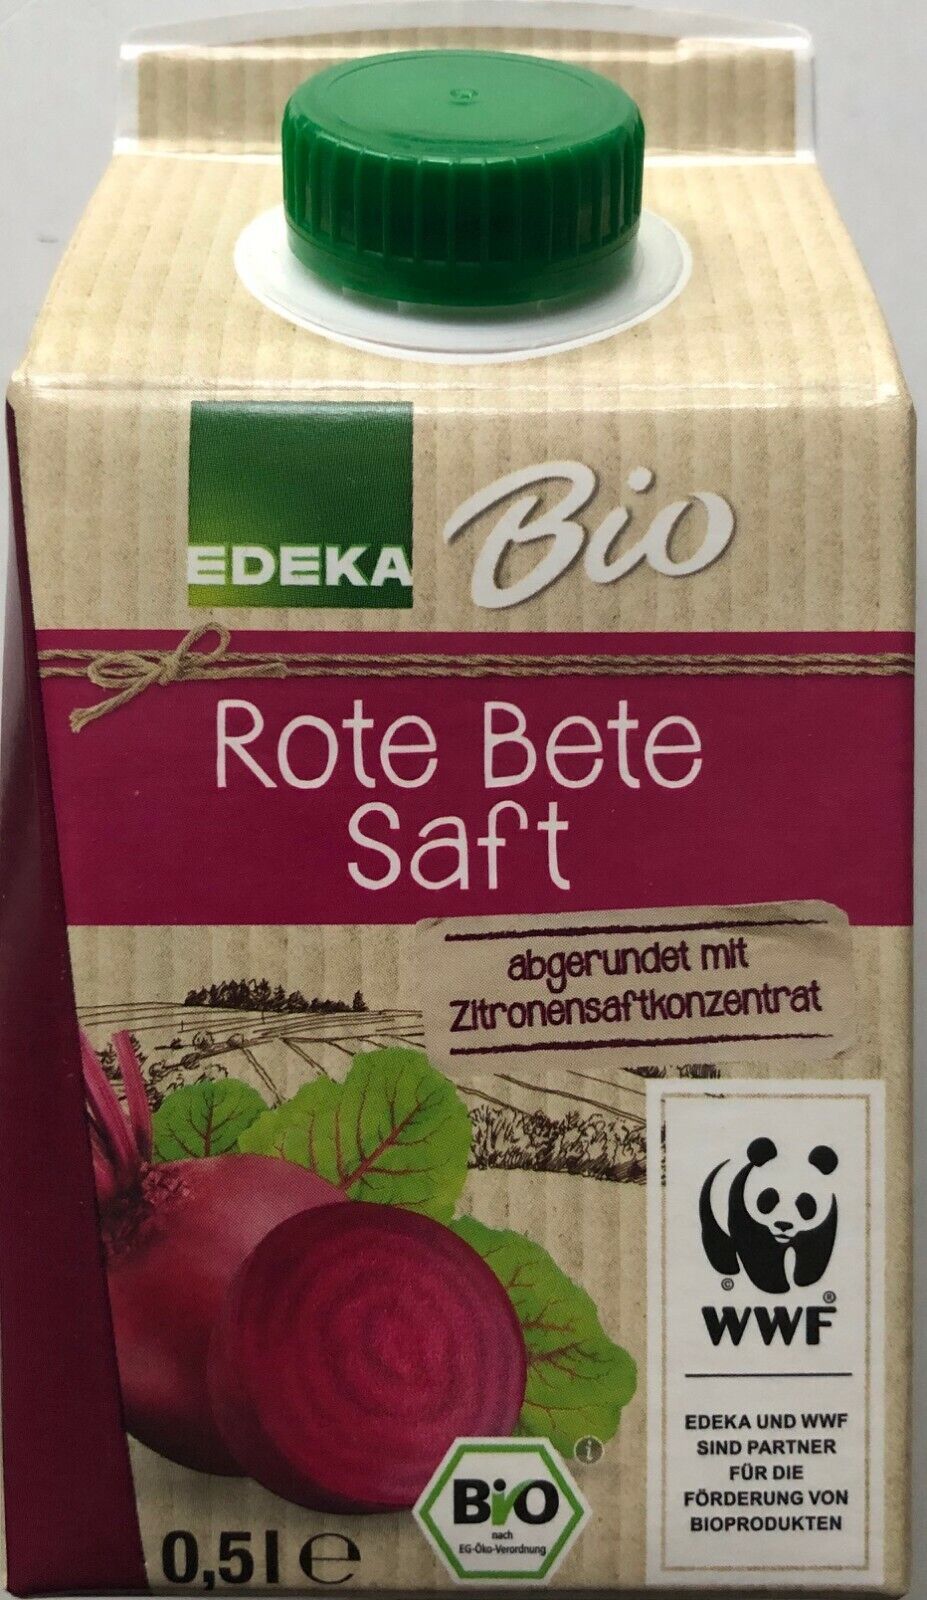 EDEKA Bio
Rote Bete
Saft
abgerundet mit
Zitronensaftkonzentrat
©
®
WWF
EDEKA UND WWF
SIND PARTNER
FÜR DIE
FÖRDERUNG VON
BIOPRODUKTEN
i
Bio
nach
EG-Öko-Verordnung
0,5 l ℮